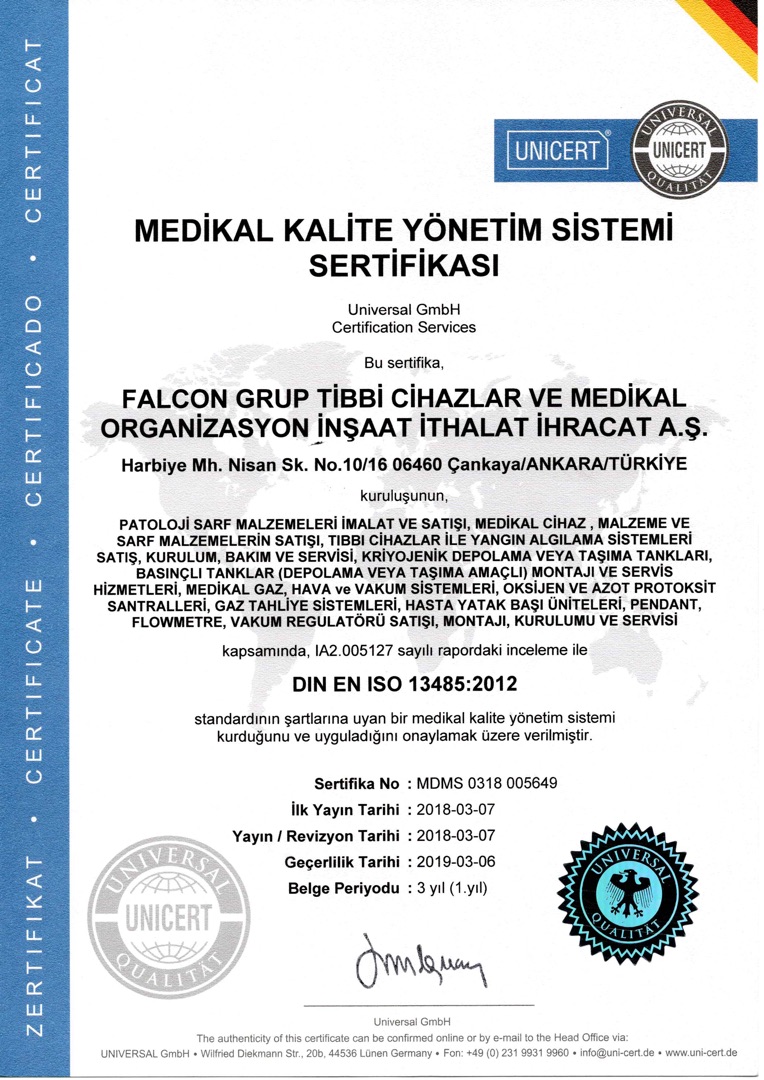 UNICERT®
UNIVERSAL
UNICERT
QUALITÄT
MEDİKAL KALİTE YÖNETİM SİSTEMİ
SERTİFİKASI
Universal GmbH
Certification Services
Bu sertifika,
FALCON GRUP TİBBİ CİHAZLAR VE MEDİKAL
ORGANİZASYON İNŞAAT İTHALAT İHRACAT A.Ş.
Harbiye Mh. Nisan Sk. No.10/16 06460 Çankaya/ANKARA/TÜRKİYE
kuruluşunun,
PATOLOJİ SARF MALZEMELERİ İMALAT VE SATIŞI, MEDİKAL CİHAZ , MALZEME VE
SARF MALZEMELERİN SATIŞI, TIBBI CİHAZLAR İLE YANGIN ALGILAMA SİSTEMLERİ
SATIŞ, KURULUM, BAKIM VE SERVİSİ, KRİYOJENİK DEPOLAMA VEYA TAŞIMA TANKLARI,
BASINÇLI TANKLAR (DEPOLAMA VEYA TAŞIMA AMAÇLI) MONTAJI VE SERVİS
HİZMETLERİ, MEDİKAL GAZ, HAVA ve VAKUM SİSTEMLERİ, OKSİJEN VE AZOT PROTOKSİT
SANTRALLERİ, GAZ TAHLİYE SİSTEMLERİ, HASTA YATAK BAŞI ÜNİTELERİ, PENDANT,
FLOWMETRE, VAKUM REGULATÖRÜ SATIŞI, MONTAJI, KURULUMU VE SERVİSİ
kapsamında, IA2.005127 sayılı rapordaki inceleme ile
DIN EN ISO 13485:2012
standardının şartlarına uyan bir medikal kalite yönetim sistemi
kurduğunu ve uyguladığını onaylamak üzere verilmiştir.
Sertifika No : MDMS 0318 005649
İlk Yayın Tarihi : 2018-03-07
Yayın / Revizyon Tarihi : 2018-03-07
Geçerlilik Tarihi : 2019-03-06
Belge Periyodu : 3 yıl (1.yıl)
UNIVERSAL
UNICERT
QUALITÄT
UNIVERSAL
QUALITÄT
Universal GmbH
The authenticity of this certificate can be confirmed online or by e-mail to the Head Office via:
UNIVERSAL GmbH • Wilfried Diekmann Str., 20b, 44536 Lünen Germany • Fon: +49 (0) 231 9931 9960 • info@uni-cert.de • www.uni-cert.de
ZERTIFIKAT • CERTIFICATE • CERTIFICADO • CERTIFICAT